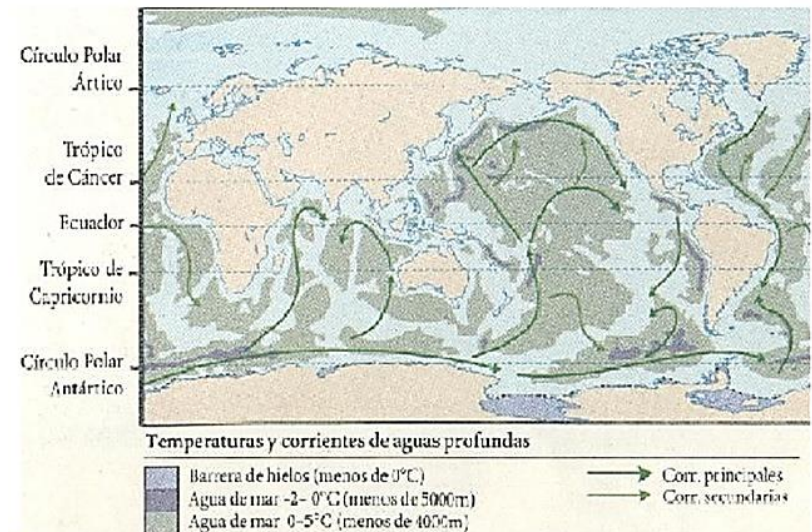 Círculo Polar
Ártico
Trópico
de Cáncer
Ecuador
Trópico de
Capricornio
Círculo Polar
Antártico
Temperaturas y corrientes de aguas profundas
Barrera de hielos (menos de 0°C)
Agua de mar -2- 0°C (menos de 5000m)
Agua de mar 0-5°C (menos de 4000m)
Corr. principales
Corr. secundarias